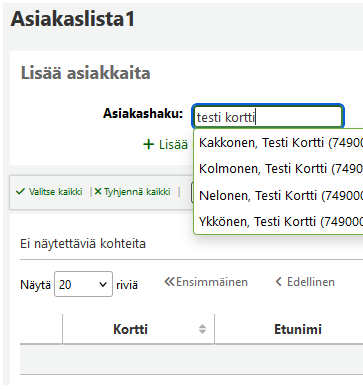 Asiakaslista1
Lisää asiakkaita
Asiakashaku: testi kortti
Kakkonen, Testi Kortti (74900
Kolmonen, Testi Kortti (74900
Nelonen, Testi Kortti (749000
Ykkönen, Testi Kortti (749000
+ Lisää
✓ Valitse kaikki | ✕ Tyhjennä kaikki |
Ei näytettäviä kohteita
Näytä 20 riviä « Ensimmäinen < Edellinen
Kortti Etunimi